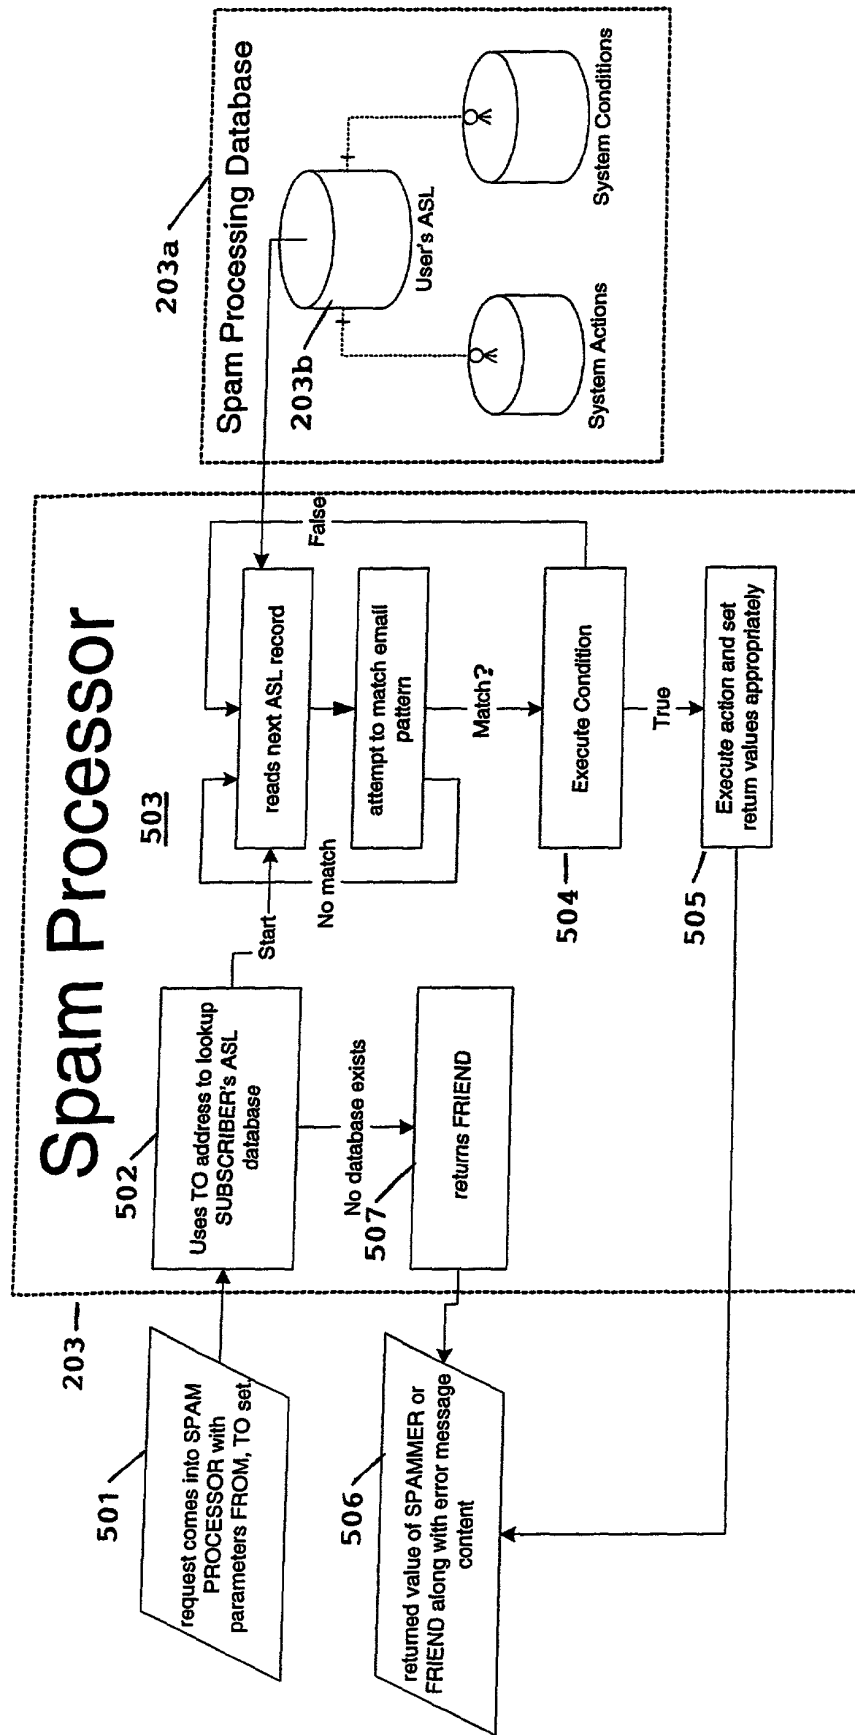 Spam Processor
203
501
request comes into SPAM
PROCESSOR with
parameters FROM, TO set.
502
Uses TO address to lookup
SUBSCRIBER's ASL
database
Start
No database exists
507
returns FRIEND
506
returned value of SPAMMER or
FRIEND along with error message
content
503
reads next ASL record
No match
False
attempt to match email
pattern
Match?
504
Execute Condition
True
505
Execute action and set
return values appropriately
203a
Spam Processing Database
203b
User's ASL
System Actions
System Conditions